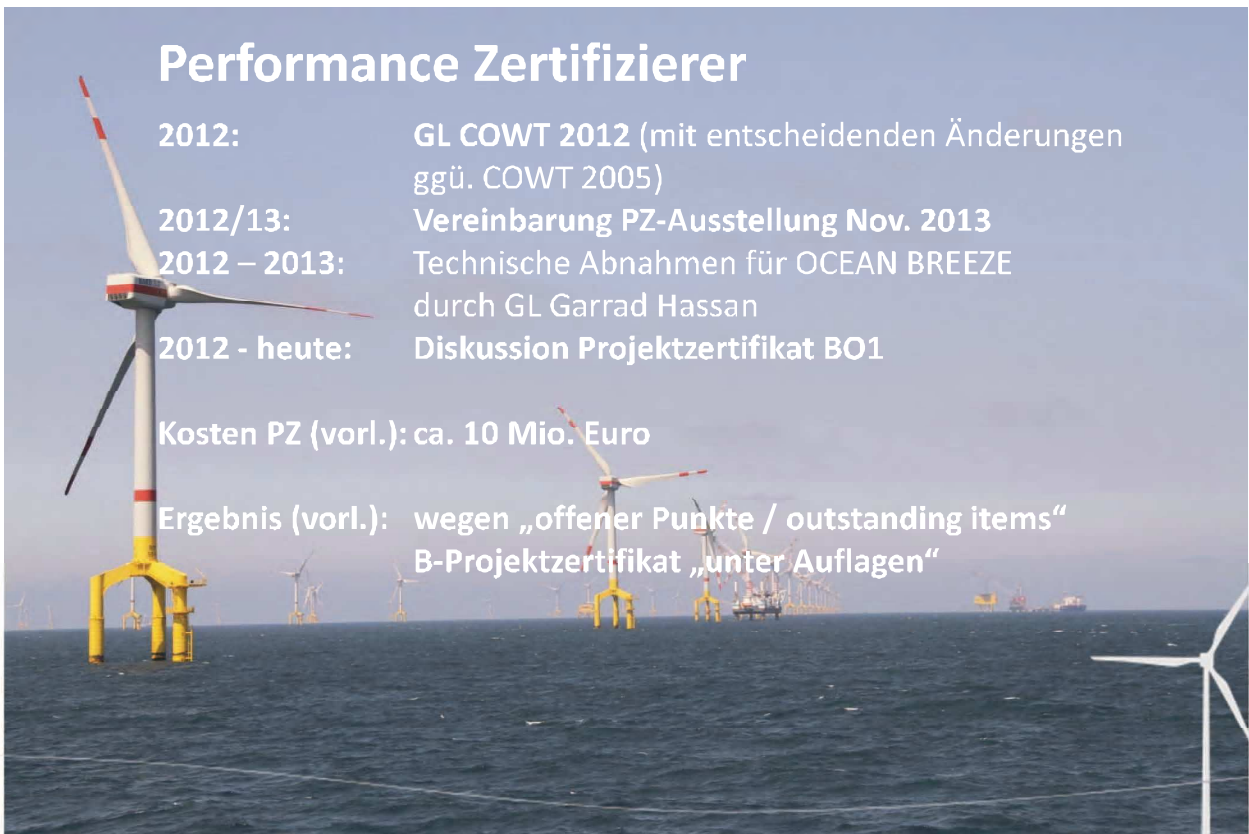 Performance Zertifizierer
2012: GL COWT 2012 (mit entscheidenden Änderungen
ggü. COWT 2005)
2012/13: Vereinbarung PZ-Ausstellung Nov. 2013
2012 – 2013: Technische Abnahmen für OCEAN BREEZE
durch GL Garrad Hassan
2012 - heute: Diskussion Projektzertifikat BO1
Kosten PZ (vorl.): ca. 10 Mio. Euro
Ergebnis (vorl.): wegen „offener Punkte / outstanding items“
B-Projektzertifikat „unter Auflagen“